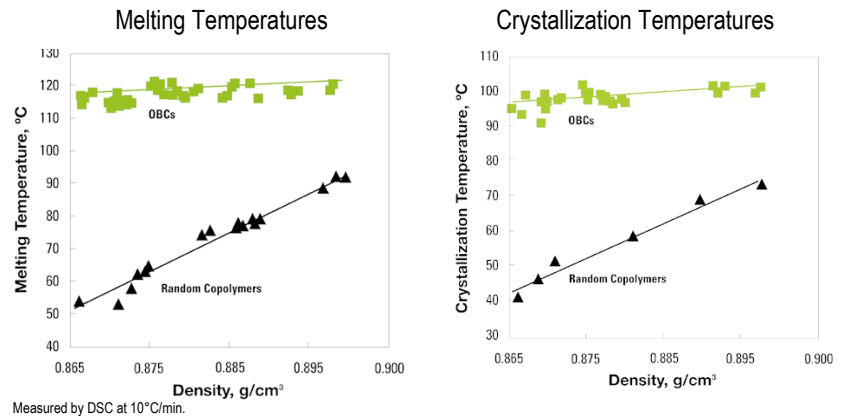 Melting Temperatures
130
120
110
100
90
80
70
60
50
40
Melting Temperature, ºC
OBCs
Random Copolymers
0.865
0.875
0.885
0.895
0.900
Density, g/cm³
Measured by DSC at 10°C/min.
Crystallization Temperatures
110
100
90
80
70
60
50
40
30
Crystallization Temperature, ºC
OBCs
Random Copolymers
0.865
0.875
0.885
0.895
0.900
Density, g/cm³